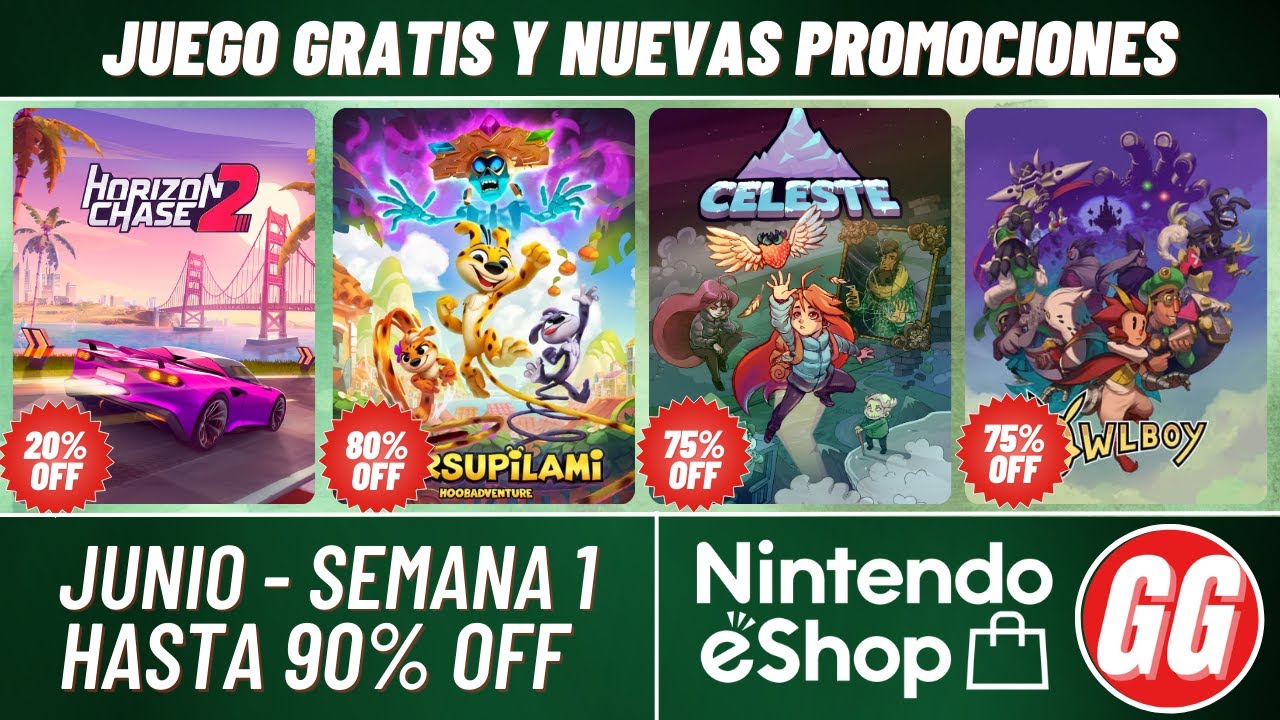 JUEGO GRATIS Y NUEVAS PROMOCIONES
HORIZON
CHASE 2
20%
OFF
80%
OFF
RSUPILAMI
HOOBADVENTURE
CELESTE
75%
OFF
75%
OFF
WLBOY
JUNIO - SEMANA 1
HASTA 90% OFF
Nintendo
eShop
GG